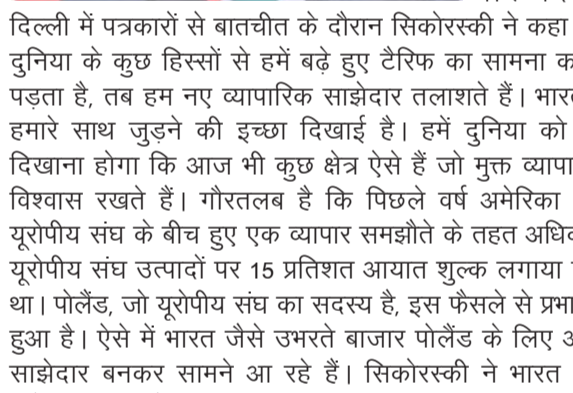 दिल्ली में पत्रकारों से बातचीत के दौरान सिकोरस्की ने कहा
दुनिया के कुछ हिस्सों से हमें बढ़े हुए टैरिफ का सामना क
पड़ता है, तब हम नए व्यापारिक साझेदार तलाशते हैं। भार
हमारे साथ जुड़ने की इच्छा दिखाई है। हमें दुनिया को
दिखाना होगा कि आज भी कुछ क्षेत्र ऐसे हैं जो मुक्त व्यापा
विश्वास रखते हैं। गौरतलब है कि पिछले वर्ष अमेरिका
यूरोपीय संघ के बीच हुए एक व्यापार समझौते के तहत अधि
यूरोपीय संघ उत्पादों पर 15 प्रतिशत आयात शुल्क लगाया
था। पोलैंड, जो यूरोपीय संघ का सदस्य है, इस फैसले से प्रभा
हुआ है। ऐसे में भारत जैसे उभरते बाजार पोलैंड के लिए
साझेदार बनकर सामने आ रहे हैं। सिकोरस्की ने भारत